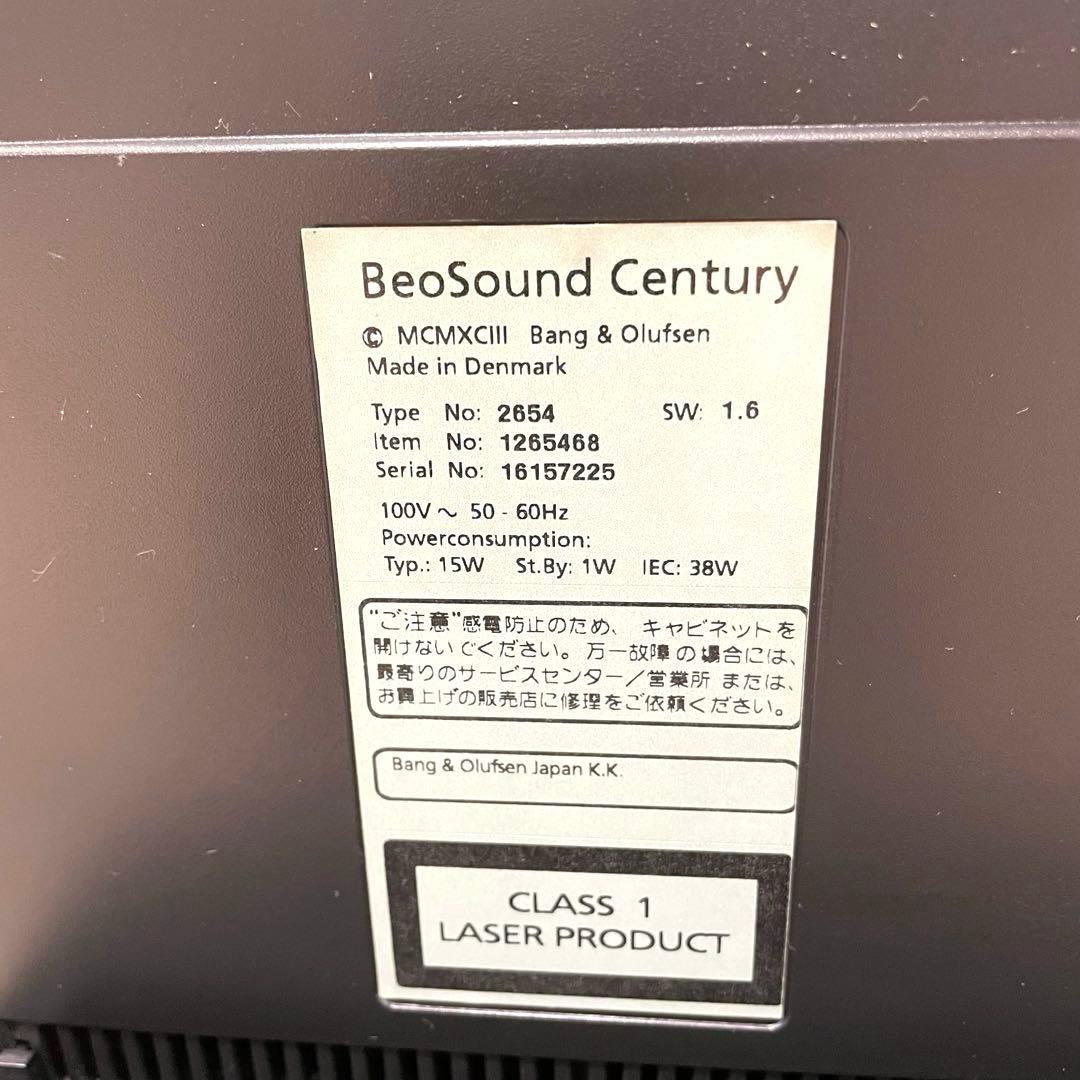 BeoSound Century
© MCMXCIII Bang & Olufsen
Made in Denmark
Type No: 2654 SW: 1.6
Item No: 1265468
Serial No: 16157225
100V ~ 50 - 60Hz
Powerconsumption:
Typ.: 15W St.By: 1W IEC: 38W
"ご注意"感電防止のため、キャビネットを
開けないでください。万一故障の場合には、
最寄りのサービスセンター/営業所または、
お買上げの販売店に修理をご依頼ください。
Bang & Olufsen Japan K.K.
CLASS 1
LASER PRODUCT